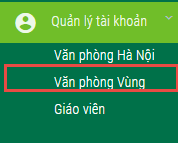 Quản lý tài khoản
Văn phòng Hà Nội
Văn phòng Vùng
Giáo viên